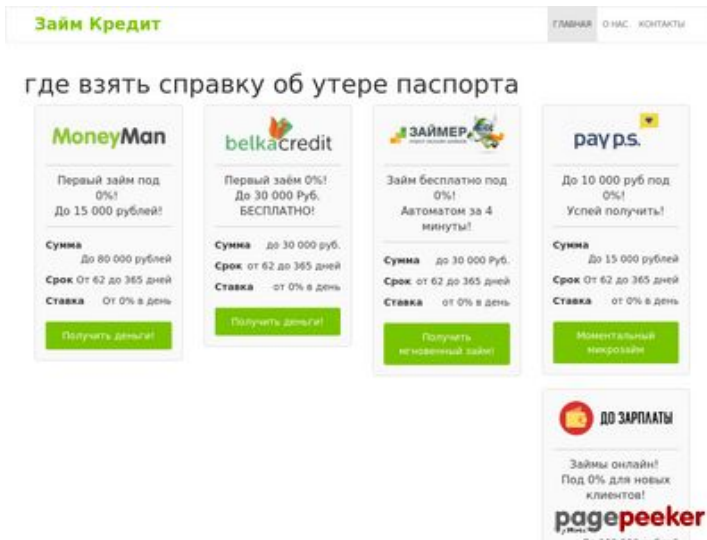 Займ Кредит
ГЛАВНАЯ О НАС КОНТАКТЫ
где взять справку об утере паспорта
MoneyMan
Первый займ под
0%!
До 15 000 рублей!
Сумма
До 80 000 рублей
Срок От 62 до 365 дней
Ставка От 0% в день
Получить деньги!
belkacredit
Первый заём 0%!
До 30 000 Руб.
БЕСПЛАТНО!
Сумма до 30 000 руб.
Срок от 62 до 365 дней
Ставка от 0% в день
Получить деньги!
ЗАЙМЕР
Займ бесплатно под
0%!
Автоматом за 4
минуты!
Сумма до 30 000 Руб.
Срок от 62 до 365 дней
Ставка от 0% в день
Получить
мгновенный займ!
pay p.s.
До 10 000 руб под
0%!
Успей получить!
Сумма
До 15 000 рублей
Срок От 62 до 365 дней
Ставка От 0% в день
Моментальный
микрозайм
ДО ЗАРПЛАТЫ
Займы онлайн!
Под 0% для новых
клиентов!
pagepeeker